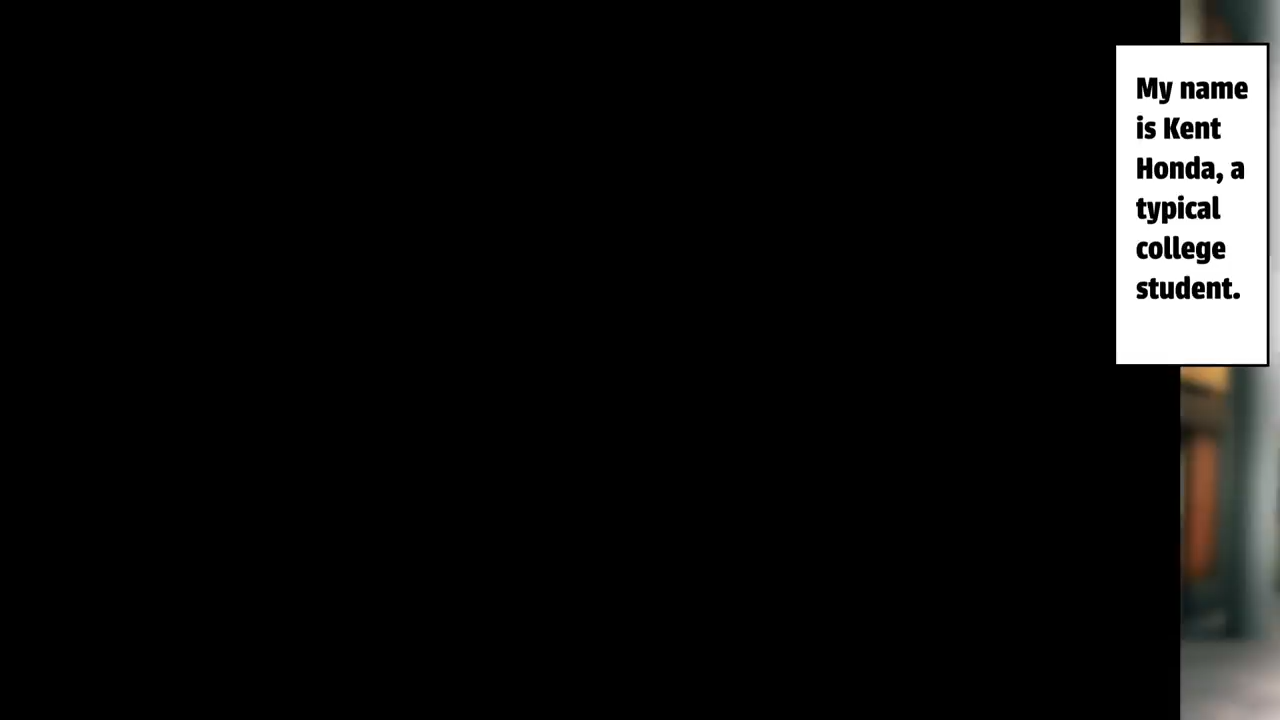 My name
is Kent
Honda, a
typical
college
student.